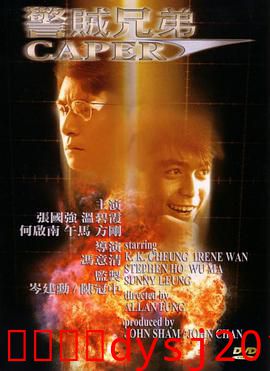 警賊兄弟
CAPER
主演
張國強 溫碧霞
何啟南 午馬 方剛
導演
馮意清
監製
岑建勳/陳冠中
starring
K. K. CHEUNG IRENE WAN
STEPHEN HO WU MA
SUNNY LEUNG
directed by
ALLAN FUNG
produced by
JOHN SHAM/JOHN CHAN
□□□□dysj20
DVD